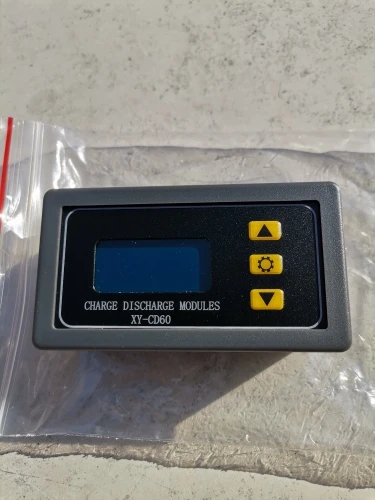 CHARGE DISCHARGE MODULES
XY-CD60